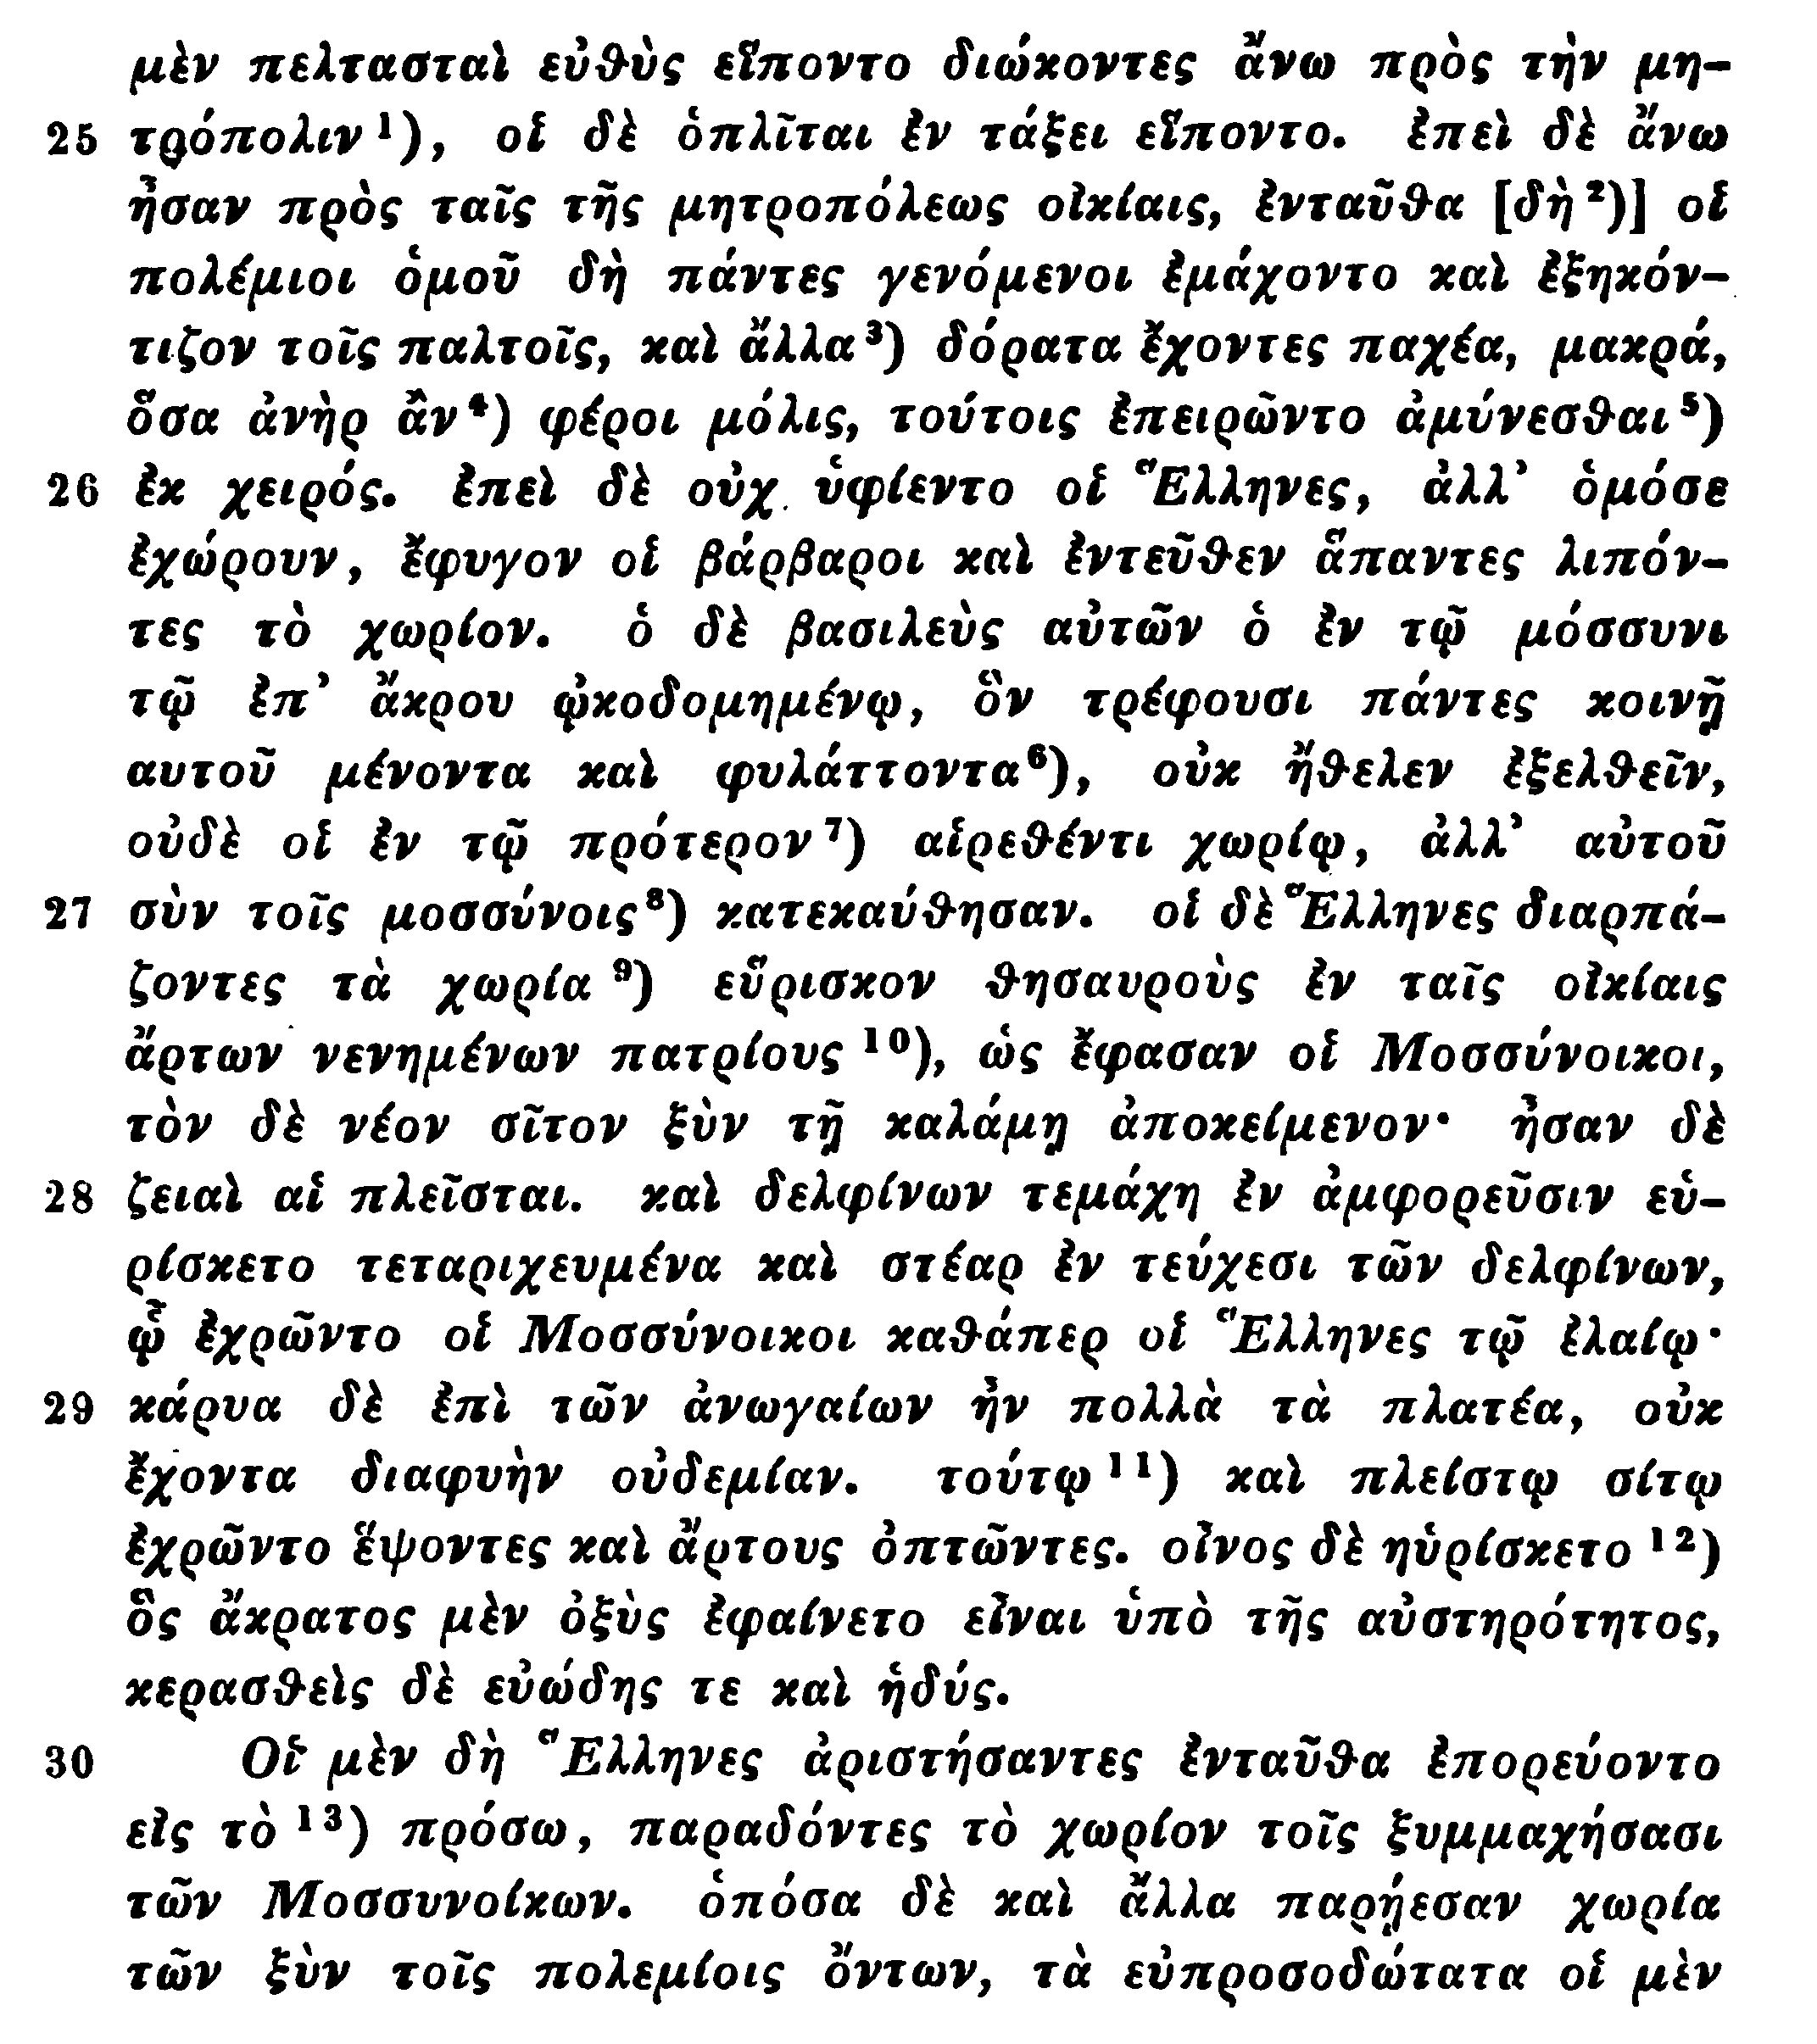 μὲν πελτασταὶ εὐθὺς εἵποντο διώκοντες ἄνω πρὸς τὴν μη-
25 τρόπολιν ¹), οἱ δὲ ὁπλῖται ἐν τάξει εἵποντο. ἐπεὶ δὲ ἄνω
ἦσαν πρὸς ταῖς τῆς μητροπόλεως οἰκίαις, ἐνταῦθα [δὴ ²)] οἱ
πολέμιοι ὁμοῦ δὴ πάντες γενόμενοι ἐμάχοντο καὶ ἐξηκόν-
τιζον τοῖς παλτοῖς, καὶ ἄλλα ³) δόρατα ἔχοντες παχέα, μακρά,
ὅσα ἀνὴρ ἂν ⁴) φέροι μόλις, τούτοις ἐπειρῶντο ἀμύνεσθαι ⁵)
26 ἐκ χειρός. ἐπεὶ δὲ οὐχ ὑφίεντο οἱ Ἕλληνες, ἀλλ’ ὁμόσε
ἐχώρουν, ἔφυγον οἱ βάρβαροι καὶ ἐντεῦθεν ἅπαντες λιπόν-
τες τὸ χωρίον. ὁ δὲ βασιλεὺς αὐτῶν ὁ ἐν τῷ μόσσυνι
τῷ ἐπ’ ἄκρου ᾠκοδομημένῳ, ὃν τρέφουσι πάντες κοινῇ
αυτοῦ μένοντα καὶ φυλάττοντα ⁶), οὐκ ἤθελεν ἐξελθεῖν,
οὐδὲ οἱ ἐν τῷ πρότερον ⁷) αἱρεθέντι χωρίῳ, ἀλλ’ αὐτοῦ
27 σὺν τοῖς μοσσύνοις ⁸) κατεκαύθησαν. οἱ δὲ Ἕλληνες διαρπά-
ζοντες τὰ χωρία ⁹) εὕρισκον θησαυροὺς ἐν ταῖς οἰκίαις
ἄρτων νενημένων πατρίους ¹⁰), ὡς ἔφασαν οἱ Μοσσύνοικοι,
τὸν δὲ νέον σῖτον ξὺν τῇ καλάμῃ ἀποκείμενον· ἦσαν δὲ
28 ζειαὶ αἱ πλεῖσται. καὶ δελφίνων τεμάχη ἐν ἀμφορεῦσιν εὑ-
ρίσκετο τεταριχευμένα καὶ στέαρ ἐν τεύχεσι τῶν δελφίνων,
ᾧ ἐχρῶντο οἱ Μοσσύνοικοι καθάπερ οἱ Ἕλληνες τῷ ἐλαίῳ·
29 κάρυα δὲ ἐπὶ τῶν ἀνωγαίων ἦν πολλὰ τὰ πλατέα, οὐκ
ἔχοντα διαφυὴν οὐδεμίαν. τούτῳ ¹¹) καὶ πλείστῳ σίτῳ
ἐχρῶντο ἕψοντες καὶ ἄρτους ὀπτῶντες. οἶνος δὲ ηὑρίσκετο ¹²)
ὃς ἄκρατος μὲν ὀξὺς ἐφαίνετο εἶναι ὑπὸ τῆς αὐστηρότητος,
κερασθεὶς δὲ εὐώδης τε καὶ ἡδύς.
30 Οἱ μὲν δὴ Ἕλληνες ἀριστήσαντες ἐνταῦθα ἐπορεύοντο
εἰς τὸ ¹³) πρόσω, παραδόντες τὸ χωρίον τοῖς ξυμμαχήσασι
τῶν Μοσσυνοίκων. ὁπόσα δὲ καὶ ἄλλα παρῄεσαν χωρία
τῶν ξὺν τοῖς πολεμίοις ὄντων, τὰ εὐπροσοδώτατα οἱ μὲν